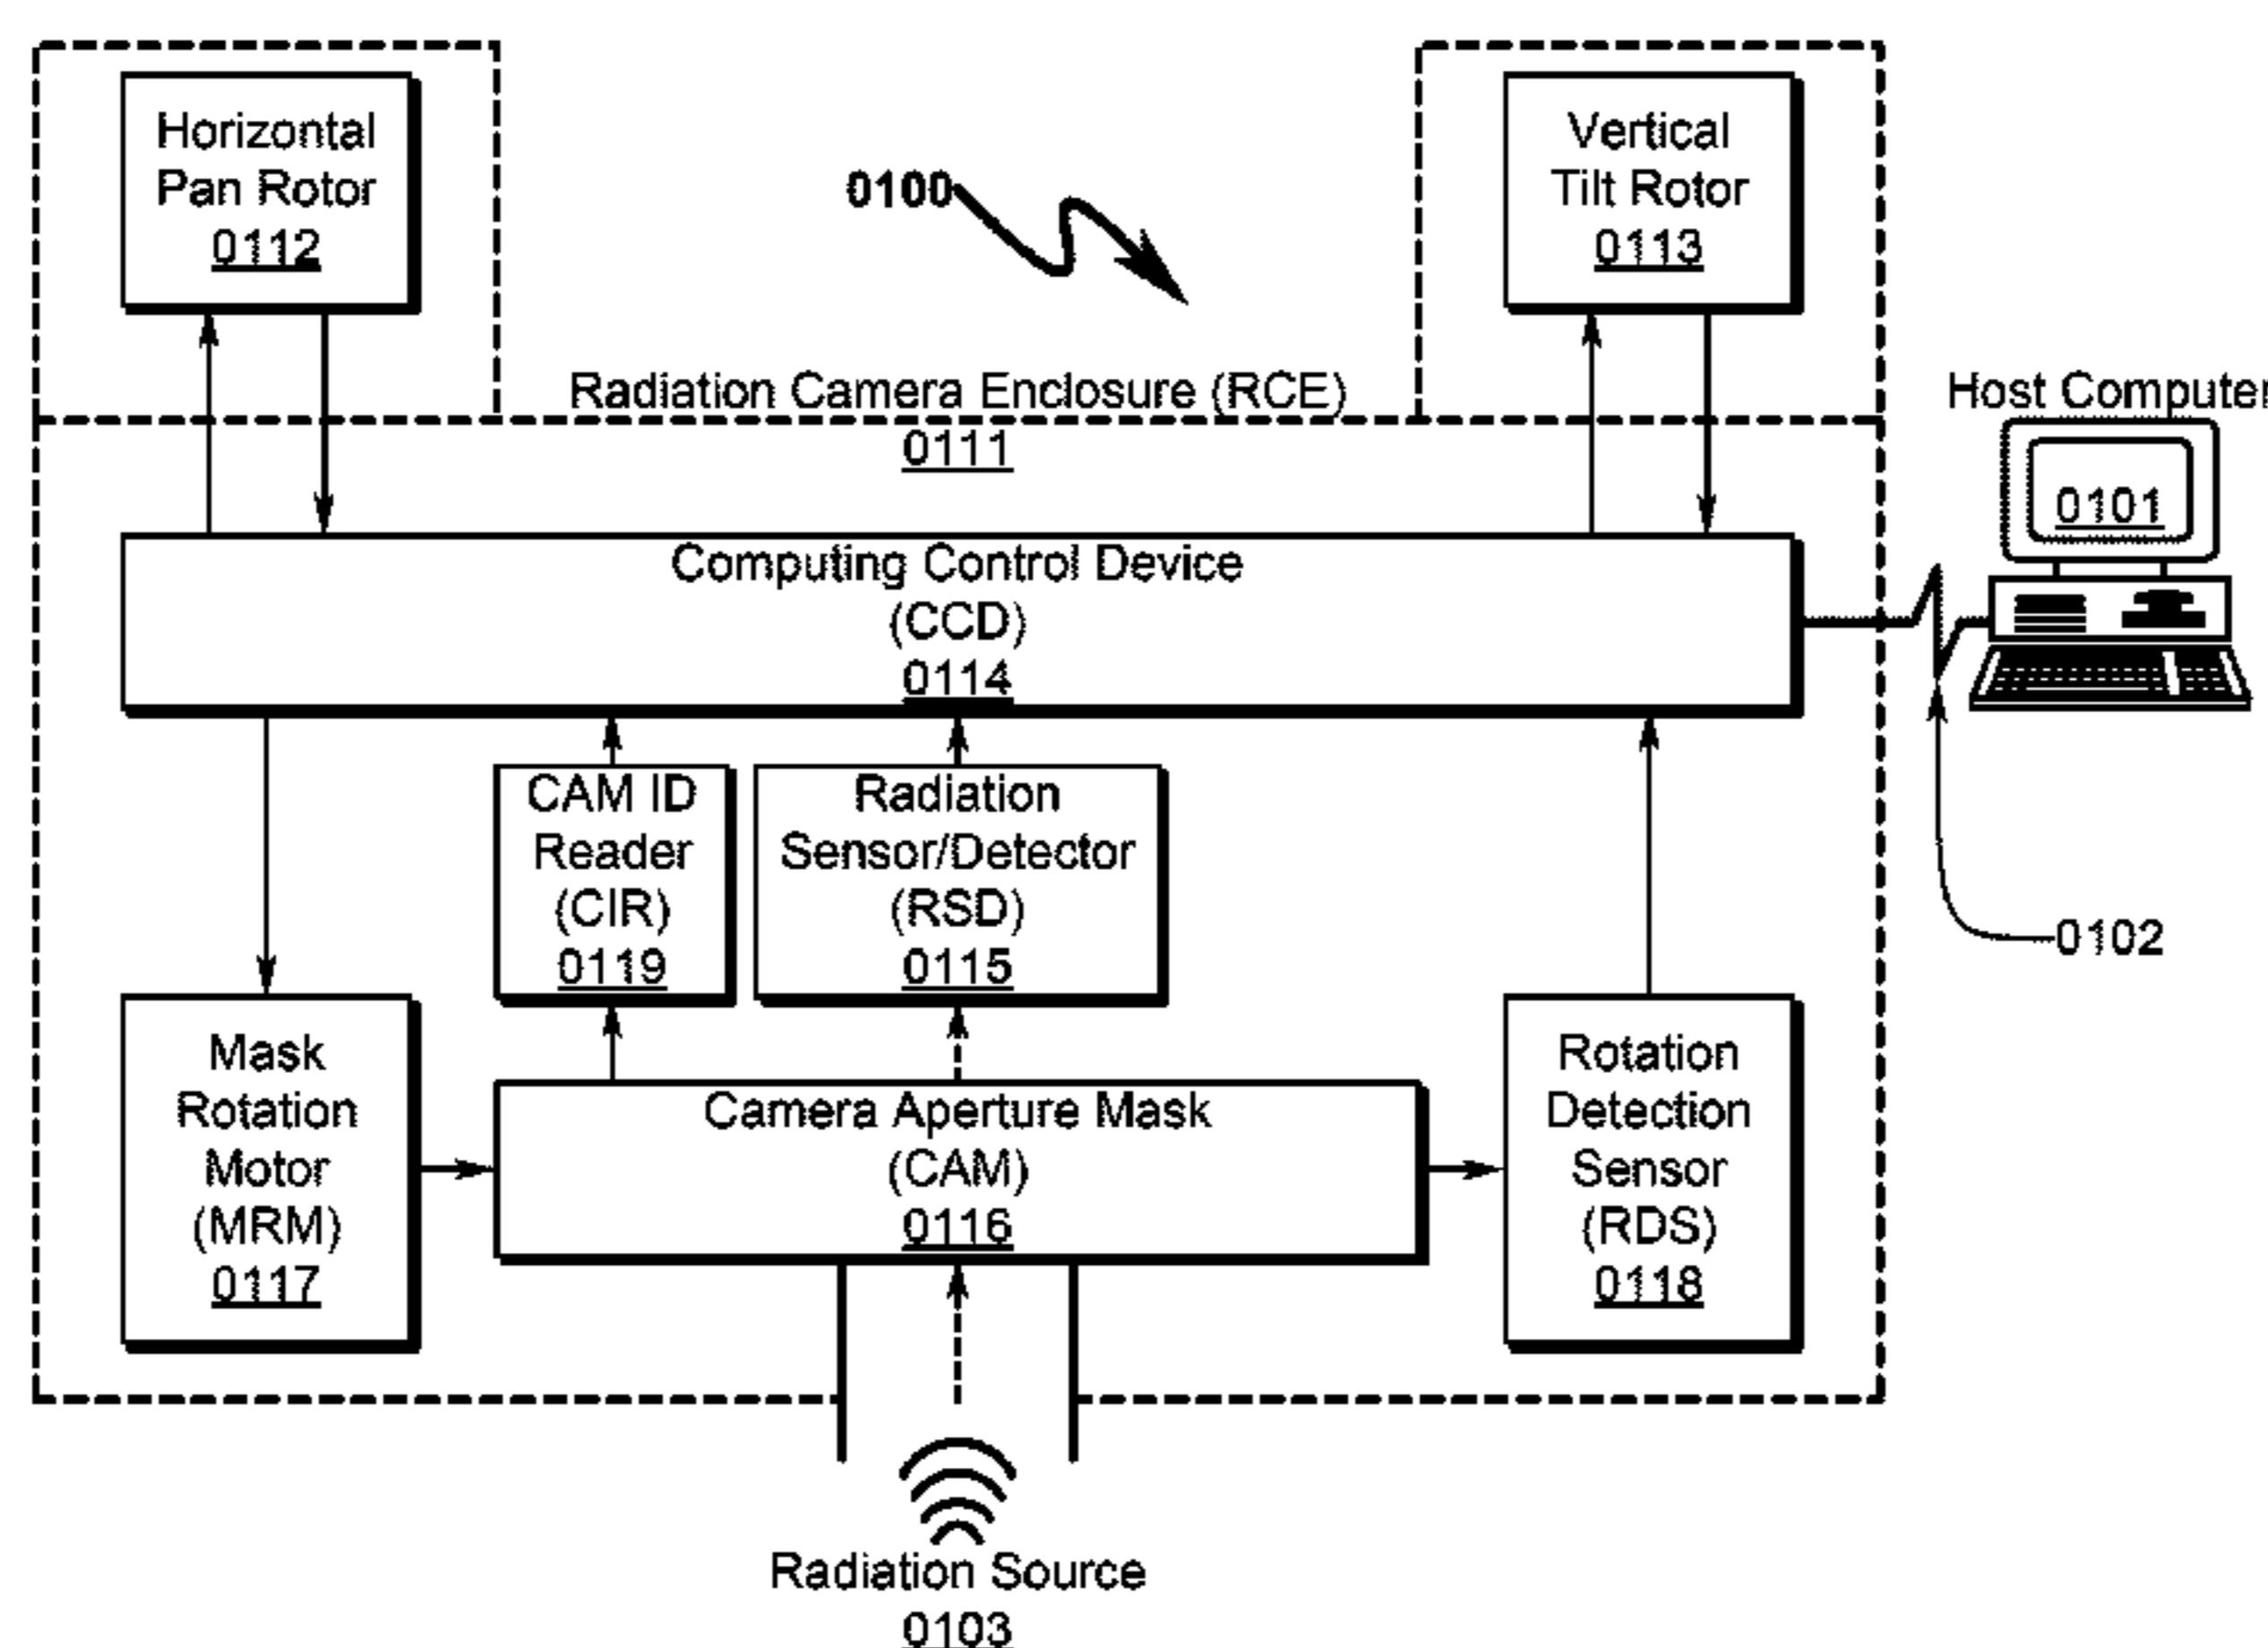 Horizontal
Pan Rotor
0112
0100
Vertical
Tilt Rotor
0113
Radiation Camera Enclosure (RCE)
0111
Host Computer
0101
Computing Control Device
(CCD)
0114
CAM ID
Reader
(CIR)
0119
Radiation
Sensor/Detector
(RSD)
0115
0102
Mask
Rotation
Motor
(MRM)
0117
Camera Aperture Mask
(CAM)
0116
Rotation
Detection
Sensor
(RDS)
0118
Radiation Source
0103